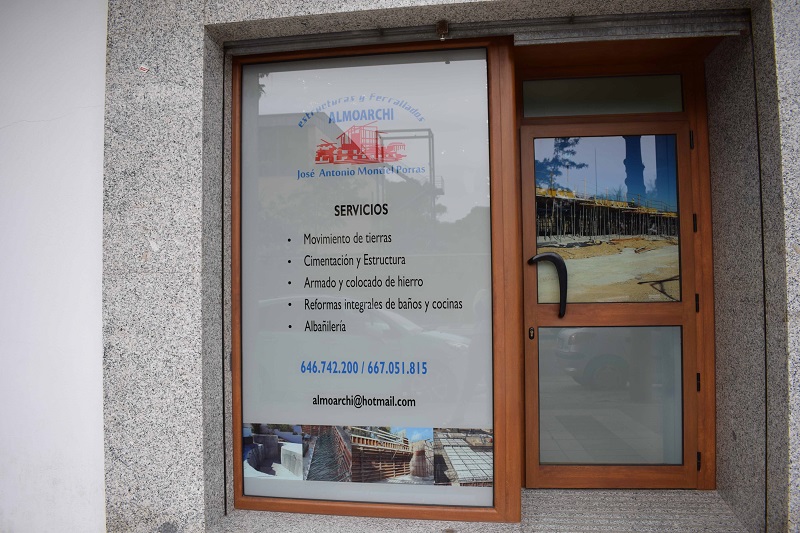 estructuras y Ferrallados
ALMOARCHI
José Antonio Mondel Porras
SERVICIOS
• Movimiento de tierras
• Cimentación y Estructura
• Armado y colocado de hierro
• Reformas integrales de baños y cocinas
• Albañilería
646.742.200 / 667.051.815
almoarchi@hotmail.com